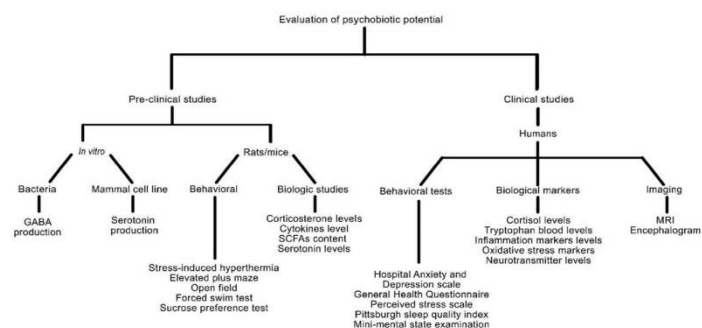 Evaluation of psychobiotic potential
Pre-clinical studies
Clinical studies
Humans
In vitro
Rats/mice
Bacteria
Mammal cell line
Behavioral
Biologic studies
Behavioral tests
Biological markers
Imaging
GABA
production
Serotonin
production
Stress-induced hyperthermia
Elevated plus maze
Open field
Forced swim test
Sucrose preference test
Corticosterone levels
Cytokines level
SCFAs content
Serotonin levels
Hospital Anxiety and
Depression scale
General Health Questionnaire
Perceived stress scale
Pittsburgh sleep quality index
Mini-mental state examination
Cortisol levels
Tryptophan blood levels
Inflammation markers levels
Oxidative stress markers
Neurotransmitter levels
MRI
Encephalogram